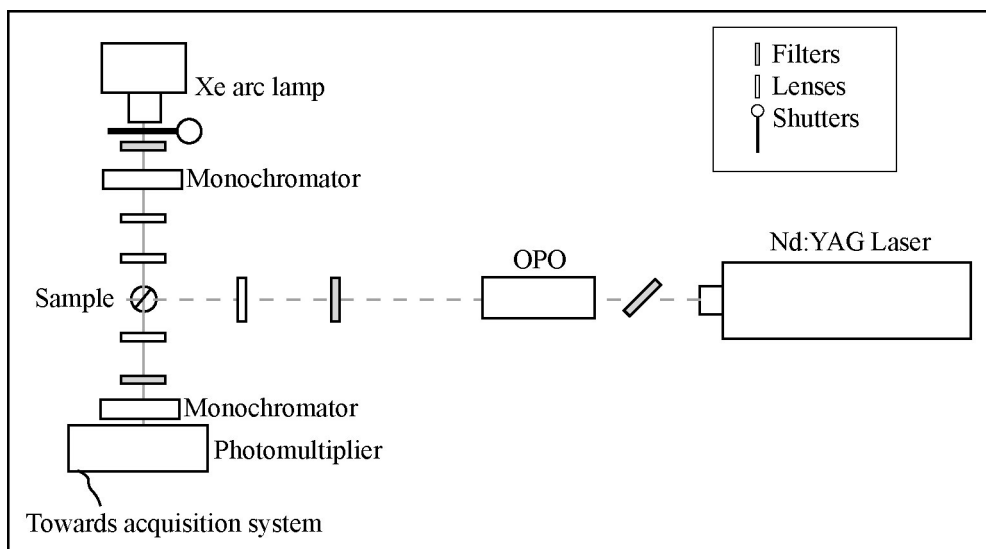 Xe arc lamp
Filters
Lenses
Shutters
Monochromator
Nd:YAG Laser
OPO
Sample
Monochromator
Photomultiplier
Towards acquisition system